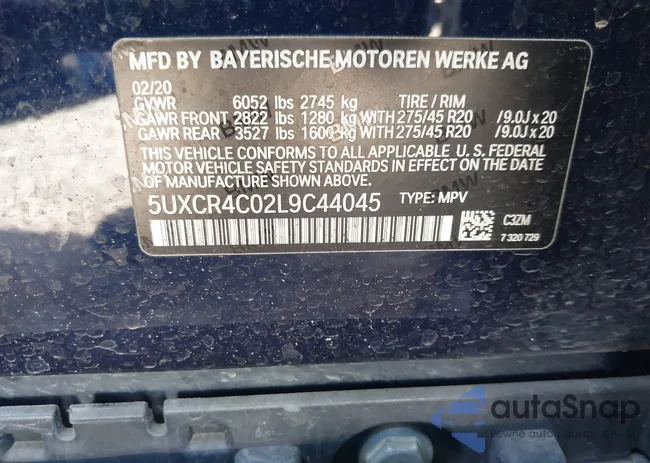 MFD BY BAYERISCHE MOTOREN WERKE AG
02/20
GVWR 6052 lbs 2745 kg TIRE / RIM
GAWR FRONT 2822 lbs 1280 kg WITH 275/45 R20 /9.0J x 20
GAWR REAR 3527 lbs 1600 kg WITH 275/45 R20 /9.0J x 20
THIS VEHICLE CONFORMS TO ALL APPLICABLE U. S. FEDERAL
MOTOR VEHICLE SAFETY STANDARDS IN EFFECT ON THE DATE
OF MANUFACTURE SHOWN ABOVE.
5UXCR4C02L9C44045 TYPE: MPV
C3ZM
7 320 729
autaSnap
pewne auton